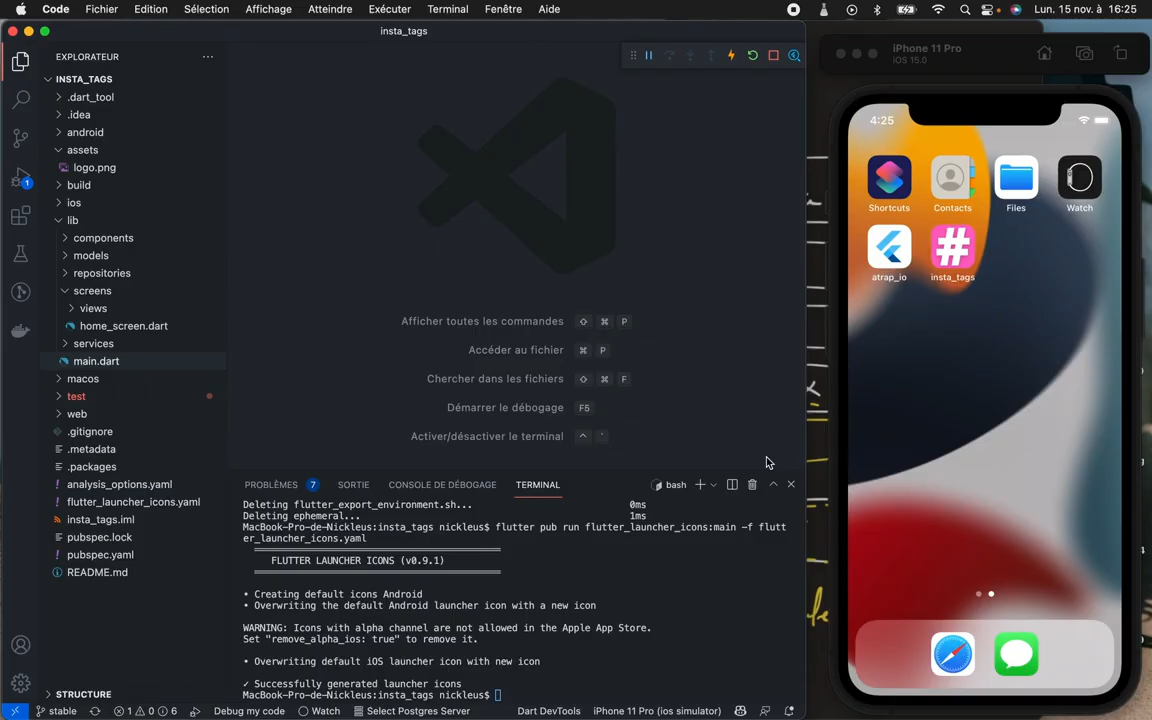 Code Fichier Edition Sélection Affichage Atteindre Exécuter Terminal Fenêtre Aide Lun. 15 nov. à 16:25
insta_tags
EXPLORATEUR
INSTA_TAGS
.dart_tool
.idea
android
assets
logo.png
build
ios
lib
components
models
repositories
screens
views
home_screen.dart
services
main.dart
macos
test
web
.gitignore
.metadata
.packages
analysis_options.yaml
flutter_launcher_icons.yaml
insta_tags.iml
pubspec.lock
pubspec.yaml
README.md
STRUCTURE
1
Afficher toutes les commandes ⇧ ⌘ P
Accéder au fichier ⌘ P
Chercher dans les fichiers ⇧ ⌘ F
Démarrer le débogage F5
Activer/désactiver le terminal ^ `
PROBLÈMES 7 SORTIE CONSOLE DE DÉBOGAGE TERMINAL bash
Deleting flutter_export_environment.sh... 0ms
Deleting ephemeral... 1ms
MacBook-Pro-de-Nickleus:insta_tags nickleus$ flutter pub run flutter_launcher_icons:main -f flutt
er_launcher_icons.yaml
FLUTTER LAUNCHER ICONS (v0.9.1)
• Creating default icons Android
• Overwriting the default Android launcher icon with a new icon
WARNING: Icons with alpha channel are not allowed in the Apple App Store.
Set "remove_alpha_ios: true" to remove it.
• Overwriting default iOS launcher icon with new icon
✓ Successfully generated launcher icons
MacBook-Pro-de-Nickleus:insta_tags nickleus$
stable 1 0 6 Debug my code Watch Select Postgres Server Dart DevTools iPhone 11 Pro (ios simulator)
iPhone 11 Pro
iOS 15.0
4:25
Shortcuts Contacts Files Watch
#
atrap_io insta_tags